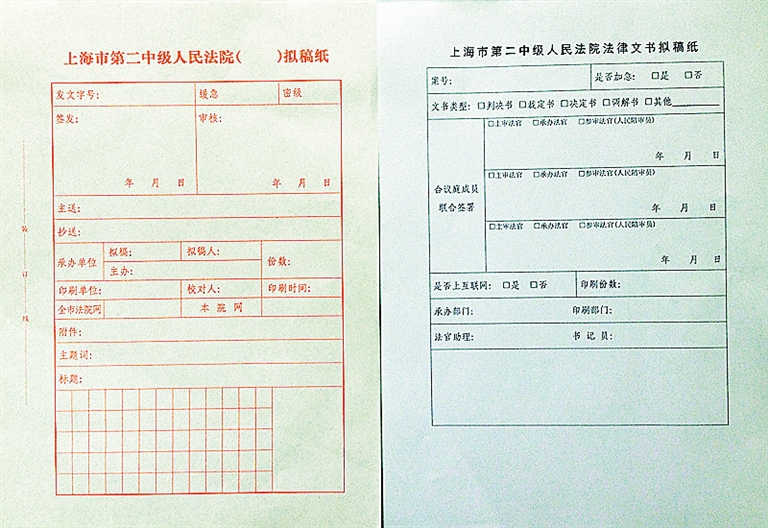 上海市第二中级人民法院(    )拟稿纸
发文字号: 缓急 密级
签发: 审核:
年 月 日 年 月 日
主送:
抄送:
承办单位 拟稿: 拟稿人: 份数:
主办:
印刷单位: 校对人: 印刷时间:
全市法院网 本院网
附件:
主题词:
标题:
装
订
线
上海市第二中级人民法院法律文书拟稿纸
案号: 是否加急: □是 □否
文书类型: □判决书 □裁定书 □决定书 □调解书 □其他________
合议庭成员
联合签署
□主审法官 □承办法官 □参审法官(人民陪审员)
年 月 日
□主审法官 □承办法官 □参审法官(人民陪审员)
年 月 日
□主审法官 □承办法官 □参审法官(人民陪审员)
年 月 日
是否上互联网: □是 □否 印刷份数:
承办部门: 印刷部门:
法官助理: 书记员: